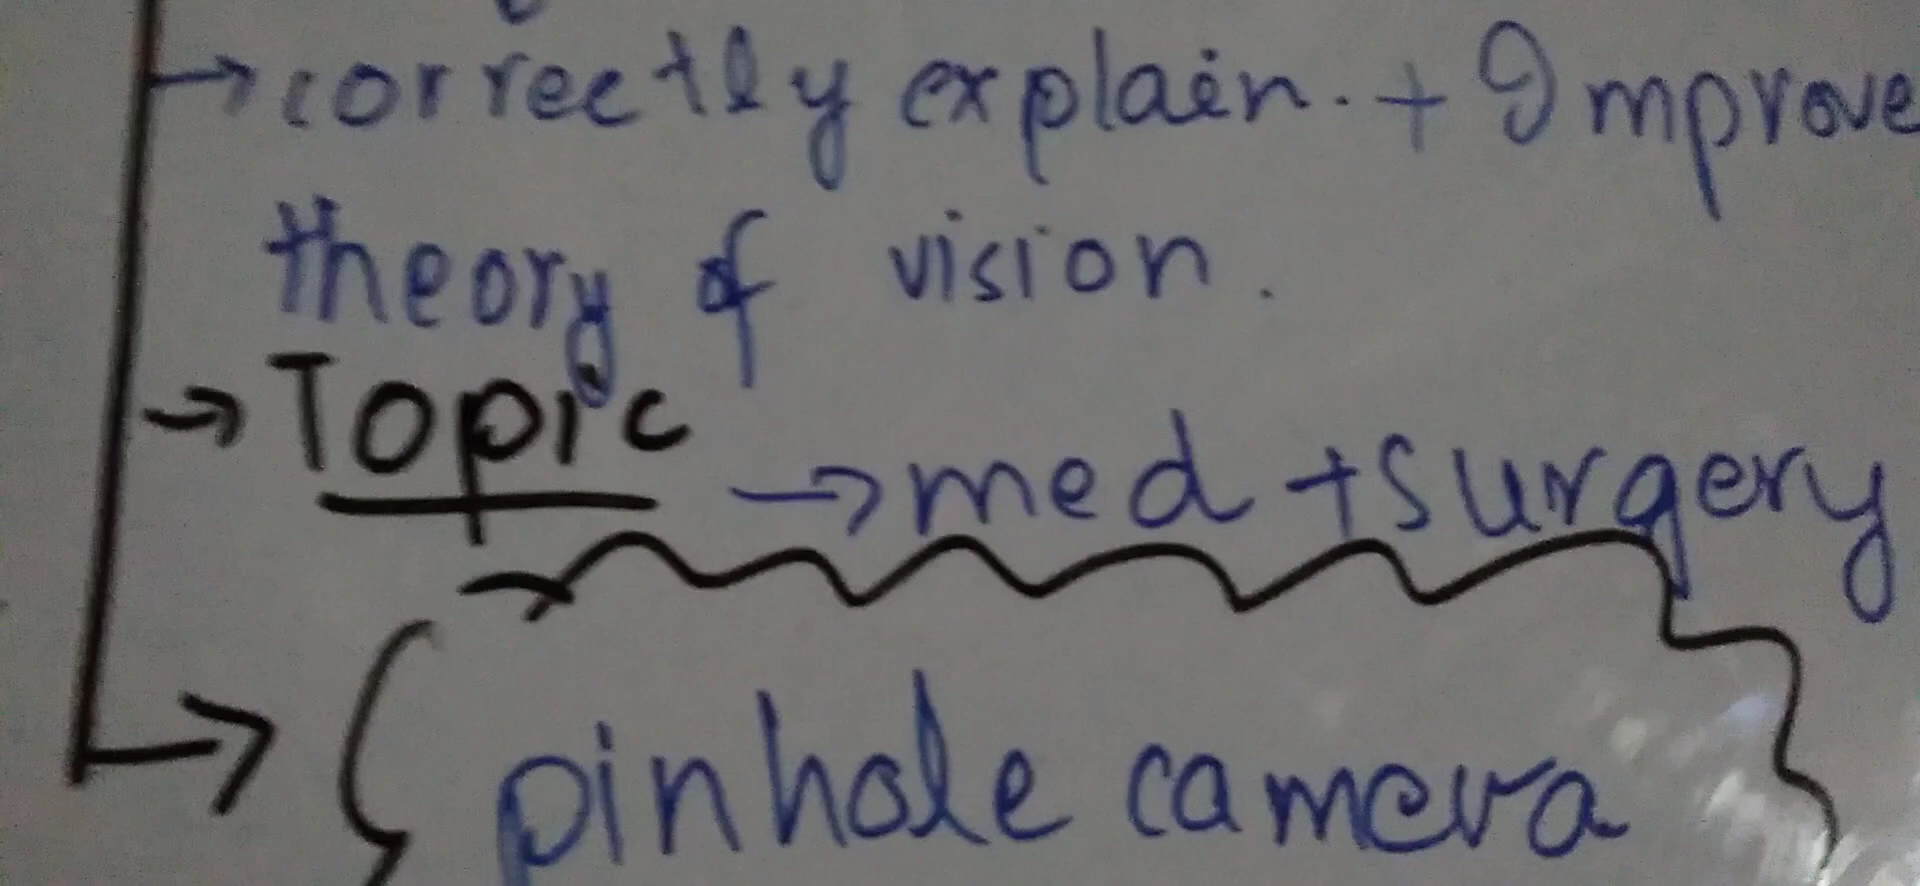 →correctly explain. + Improve
theory of vision.
→Topic
→med + surgery
→pinhole camera